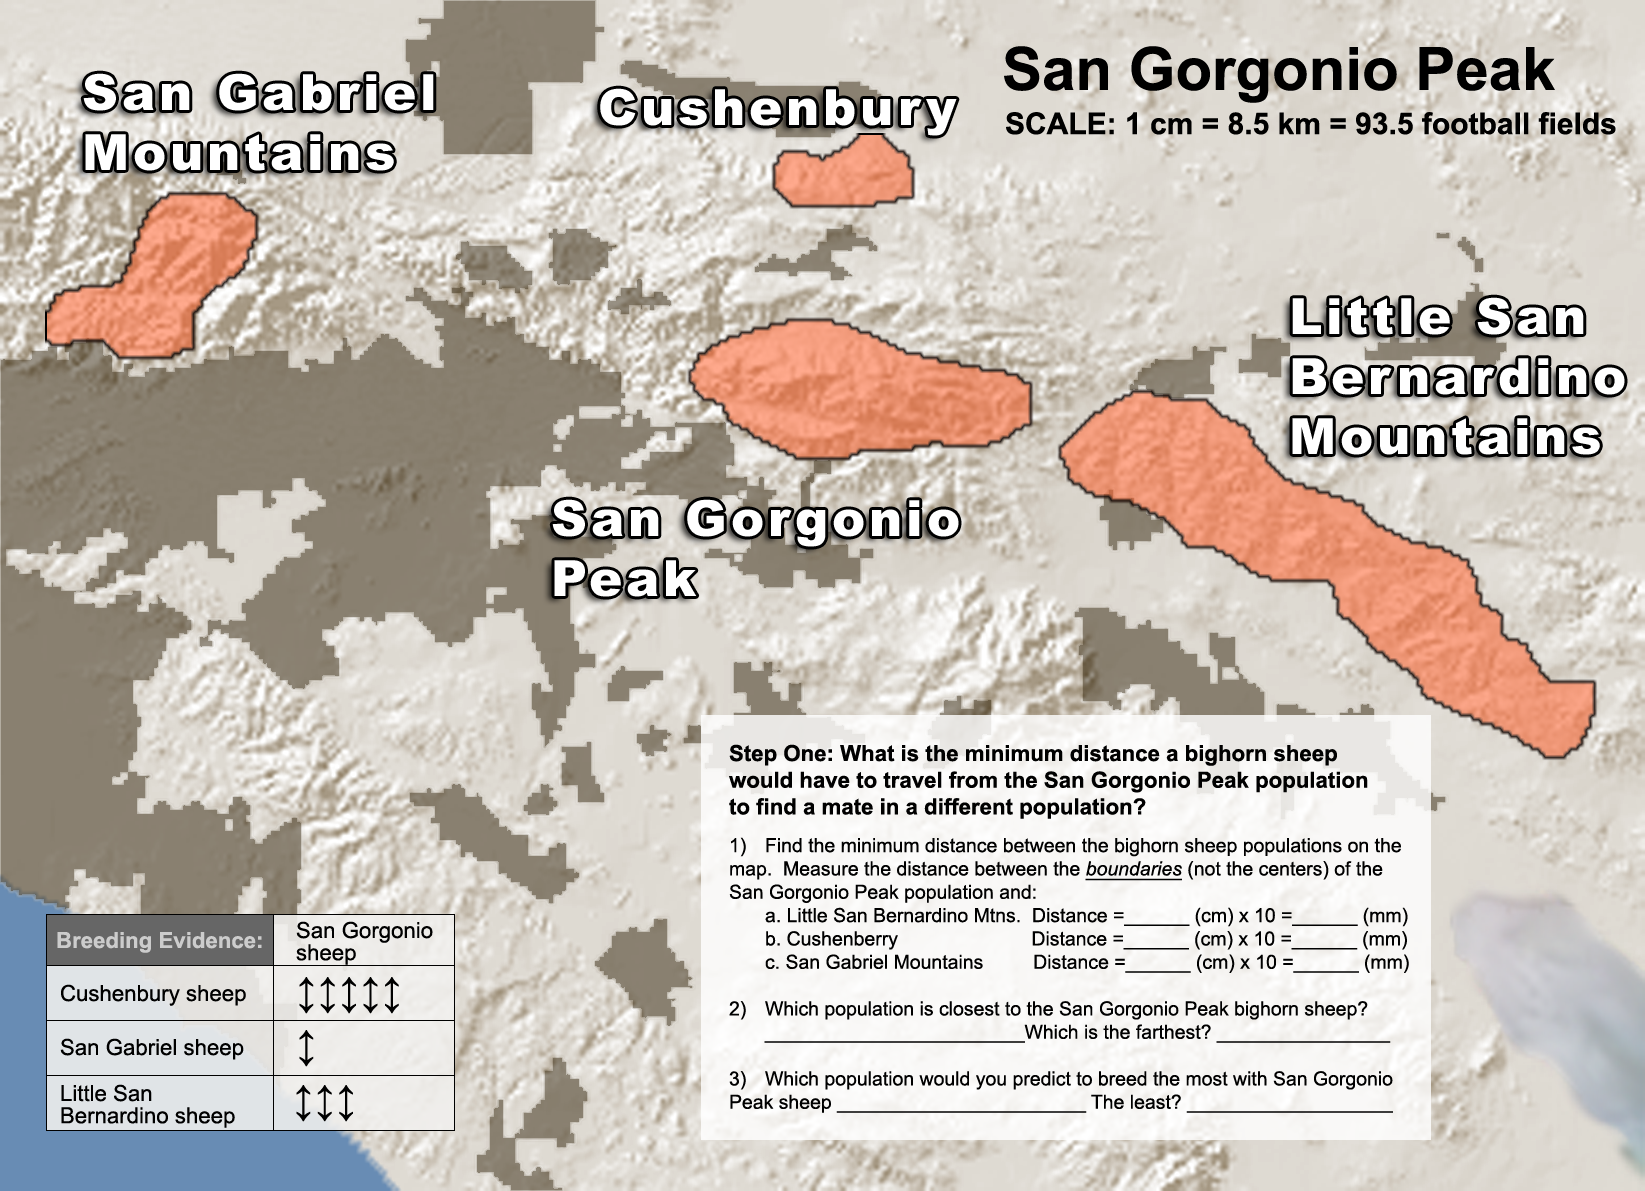 San Gorgonio Peak
SCALE: 1 cm = 8.5 km = 93.5 football fields
San Gabriel
Mountains
Cushenbury
Little San
Bernardino
Mountains
San Gorgonio
Peak
Step One: What is the minimum distance a bighorn sheep
would have to travel from the San Gorgonio Peak population
to find a mate in a different population?
1) Find the minimum distance between the bighorn sheep populations on the
map. Measure the distance between the boundaries (not the centers) of the
San Gorgonio Peak population and:
a. Little San Bernardino Mtns. Distance =______ (cm) x 10 =______ (mm)
b. Cushenberry Distance =______ (cm) x 10 =______ (mm)
c. San Gabriel Mountains Distance =______ (cm) x 10 =______ (mm)
2) Which population is closest to the San Gorgonio Peak bighorn sheep?
________________________Which is the farthest? ________________
3) Which population would you predict to breed the most with San Gorgonio
Peak sheep _______________________ The least? ___________________
Breeding Evidence: San Gorgonio
sheep
Cushenbury sheep ↕↕↕↕↕
San Gabriel sheep ↕
Little San
Bernardino sheep ↕↕↕